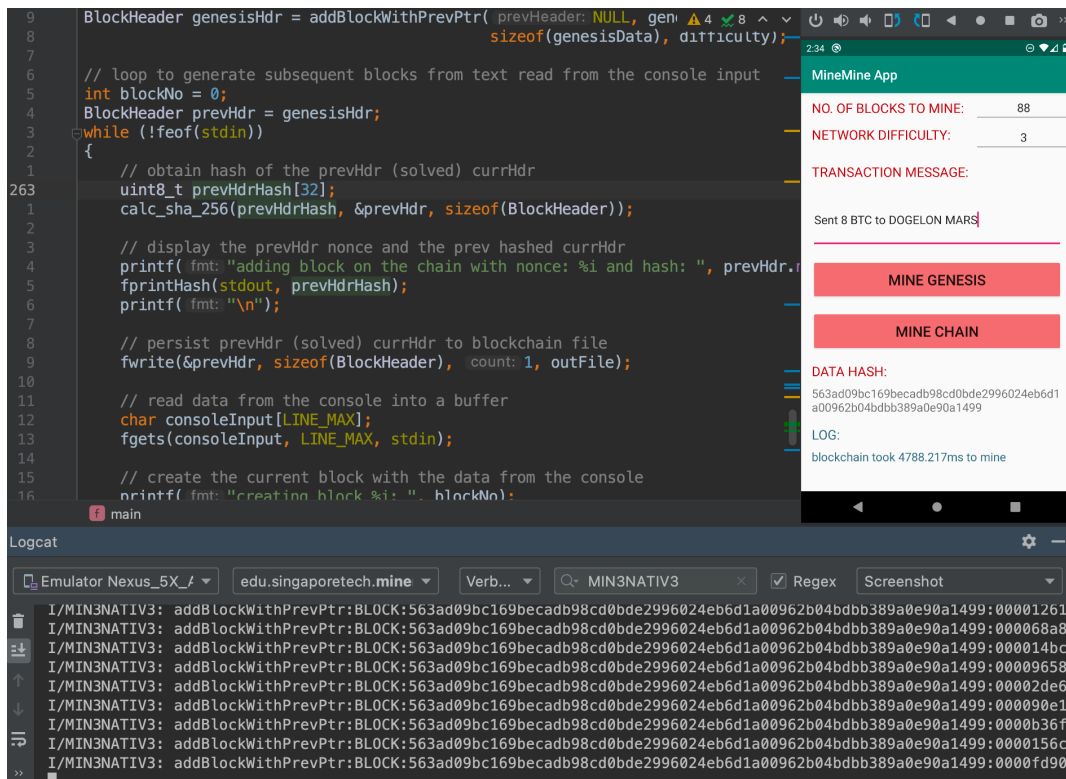 9 BlockHeader genesisHdr = addBlockWithPrevPtr( prevHeader: NULL, gen 4 8
8 sizeof(genesisData), difficulty);
7
6 // loop to generate subsequent blocks from text read from the console input
5 int blockNo = 0;
4 BlockHeader prevHdr = genesisHdr;
3 while (!feof(stdin))
2 {
1 // obtain hash of the prevHdr (solved) currHdr
263 uint8_t prevHdrHash[32];
1 calc_sha_256(prevHdrHash, &prevHdr, sizeof(BlockHeader));
2
3 // display the prevHdr nonce and the prev hashed currHdr
4 printf( fmt: "adding block on the chain with nonce: %i and hash: ", prevHdr.n
5 fprintHash(stdout, prevHdrHash);
6 printf( fmt: "\n");
7
8 // persist prevHdr (solved) currHdr to blockchain file
9 fwrite(&prevHdr, sizeof(BlockHeader), count: 1, outFile);
10
11 // read data from the console into a buffer
12 char consoleInput[LINE_MAX];
13 fgets(consoleInput, LINE_MAX, stdin);
14
15 // create the current block with the data from the console
16 printf( fmt: "creating block %i: ", blockNo);
f main
2:34
MineMine App
NO. OF BLOCKS TO MINE: 88
NETWORK DIFFICULTY: 3
TRANSACTION MESSAGE:
Sent 8 BTC to DOGELON MARS
MINE GENESIS
MINE CHAIN
DATA HASH:
563ad09bc169becadb98cd0bde2996024eb6d1
a00962b04bdbb389a0e90a1499
LOG:
blockchain took 4788.217ms to mine
Logcat
Emulator Nexus_5X_A edu.singaporetech.mine Verb... MIN3NATIV3 Regex Screenshot
I/MIN3NATIV3: addBlockWithPrevPtr:BLOCK:563ad09bc169becadb98cd0bde2996024eb6d1a00962b04bdbb389a0e90a1499:00001261
I/MIN3NATIV3: addBlockWithPrevPtr:BLOCK:563ad09bc169becadb98cd0bde2996024eb6d1a00962b04bdbb389a0e90a1499:000068a8
I/MIN3NATIV3: addBlockWithPrevPtr:BLOCK:563ad09bc169becadb98cd0bde2996024eb6d1a00962b04bdbb389a0e90a1499:000014bc
I/MIN3NATIV3: addBlockWithPrevPtr:BLOCK:563ad09bc169becadb98cd0bde2996024eb6d1a00962b04bdbb389a0e90a1499:00009658
I/MIN3NATIV3: addBlockWithPrevPtr:BLOCK:563ad09bc169becadb98cd0bde2996024eb6d1a00962b04bdbb389a0e90a1499:00002de6
I/MIN3NATIV3: addBlockWithPrevPtr:BLOCK:563ad09bc169becadb98cd0bde2996024eb6d1a00962b04bdbb389a0e90a1499:000090e1
I/MIN3NATIV3: addBlockWithPrevPtr:BLOCK:563ad09bc169becadb98cd0bde2996024eb6d1a00962b04bdbb389a0e90a1499:0000b36f
I/MIN3NATIV3: addBlockWithPrevPtr:BLOCK:563ad09bc169becadb98cd0bde2996024eb6d1a00962b04bdbb389a0e90a1499:0000156c
I/MIN3NATIV3: addBlockWithPrevPtr:BLOCK:563ad09bc169becadb98cd0bde2996024eb6d1a00962b04bdbb389a0e90a1499:0000fd90